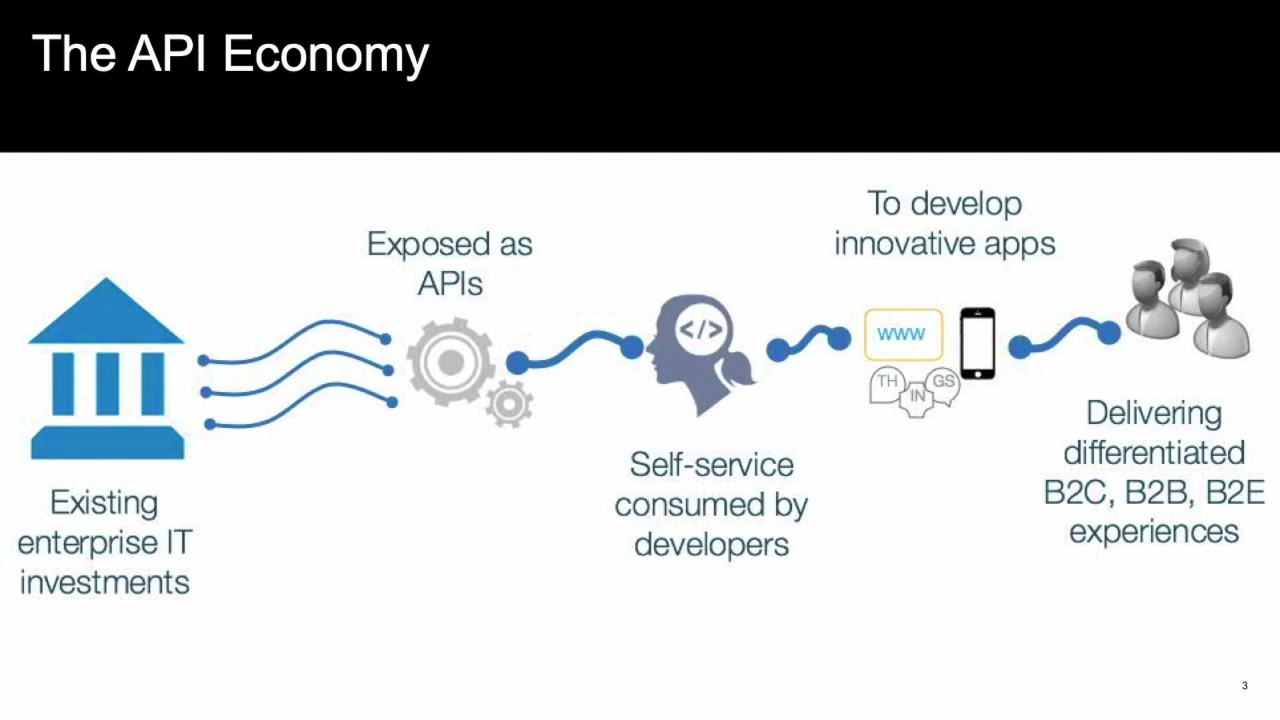 The API Economy
Existing
enterprise IT
investments
Exposed as
APIs
</>
Self-service
consumed by
developers
To develop
innovative apps
www
TH
IN
GS
Delivering
differentiated
B2C, B2B, B2E
experiences
3